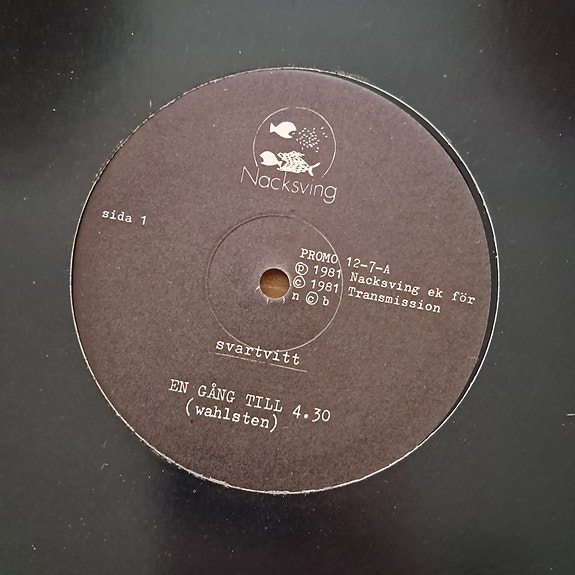 Nacksving
sida 1
PROMO 12-7-A
Ⓟ 1981 Nacksving ek för
© 1981 Transmission
n ⓒ b
svartvitt
EN GÅNG TILL 4.30
(wahlsten)